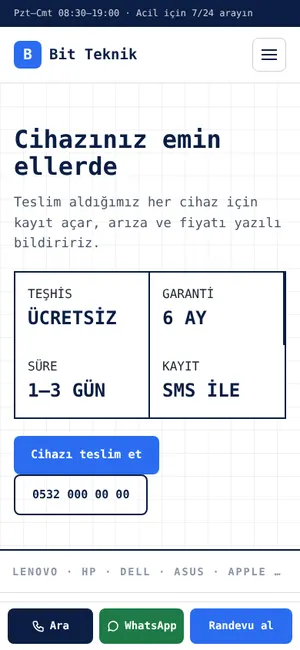 Pzt–Cmt 08:30–19:00 · Acil için 7/24 arayın
B Bit Teknik
Cihazınız emin
ellerde
Teslim aldığımız her cihaz için
kayıt açar, arıza ve fiyatı yazılı
bildiririz.
TEŞHİS
ÜCRETSİZ
GARANTİ
6 AY
SÜRE
1–3 GÜN
KAYIT
SMS İLE
Cihazı teslim et
0532 000 00 00
LENOVO · HP · DELL · ASUS · APPLE …
Ara
WhatsApp
Randevu al